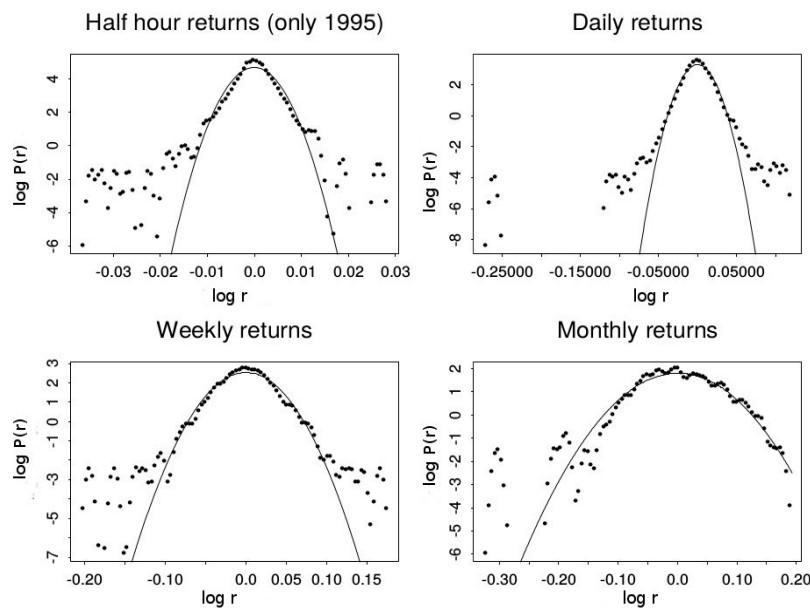 Half hour returns (only 1995)
log P(r)
4
2
0
-2
-4
-6
-0.03 -0.01 0.0 0.01 0.02 0.03
log r
Daily returns
log P(r)
2
0
-2
-4
-6
-8
-0.25000 -0.15000 -0.05000 0.05000
log r
Weekly returns
log P(r)
3
2
1
-0
-1
-3
-5
-7
-0.20 -0.10 0.0 0.05 0.10 0.15
log r
Monthly returns
log P(r)
2
1
0
-1
-2
-3
-4
-5
-6
-0.30 -0.10 0.0 0.10 0.20
log r